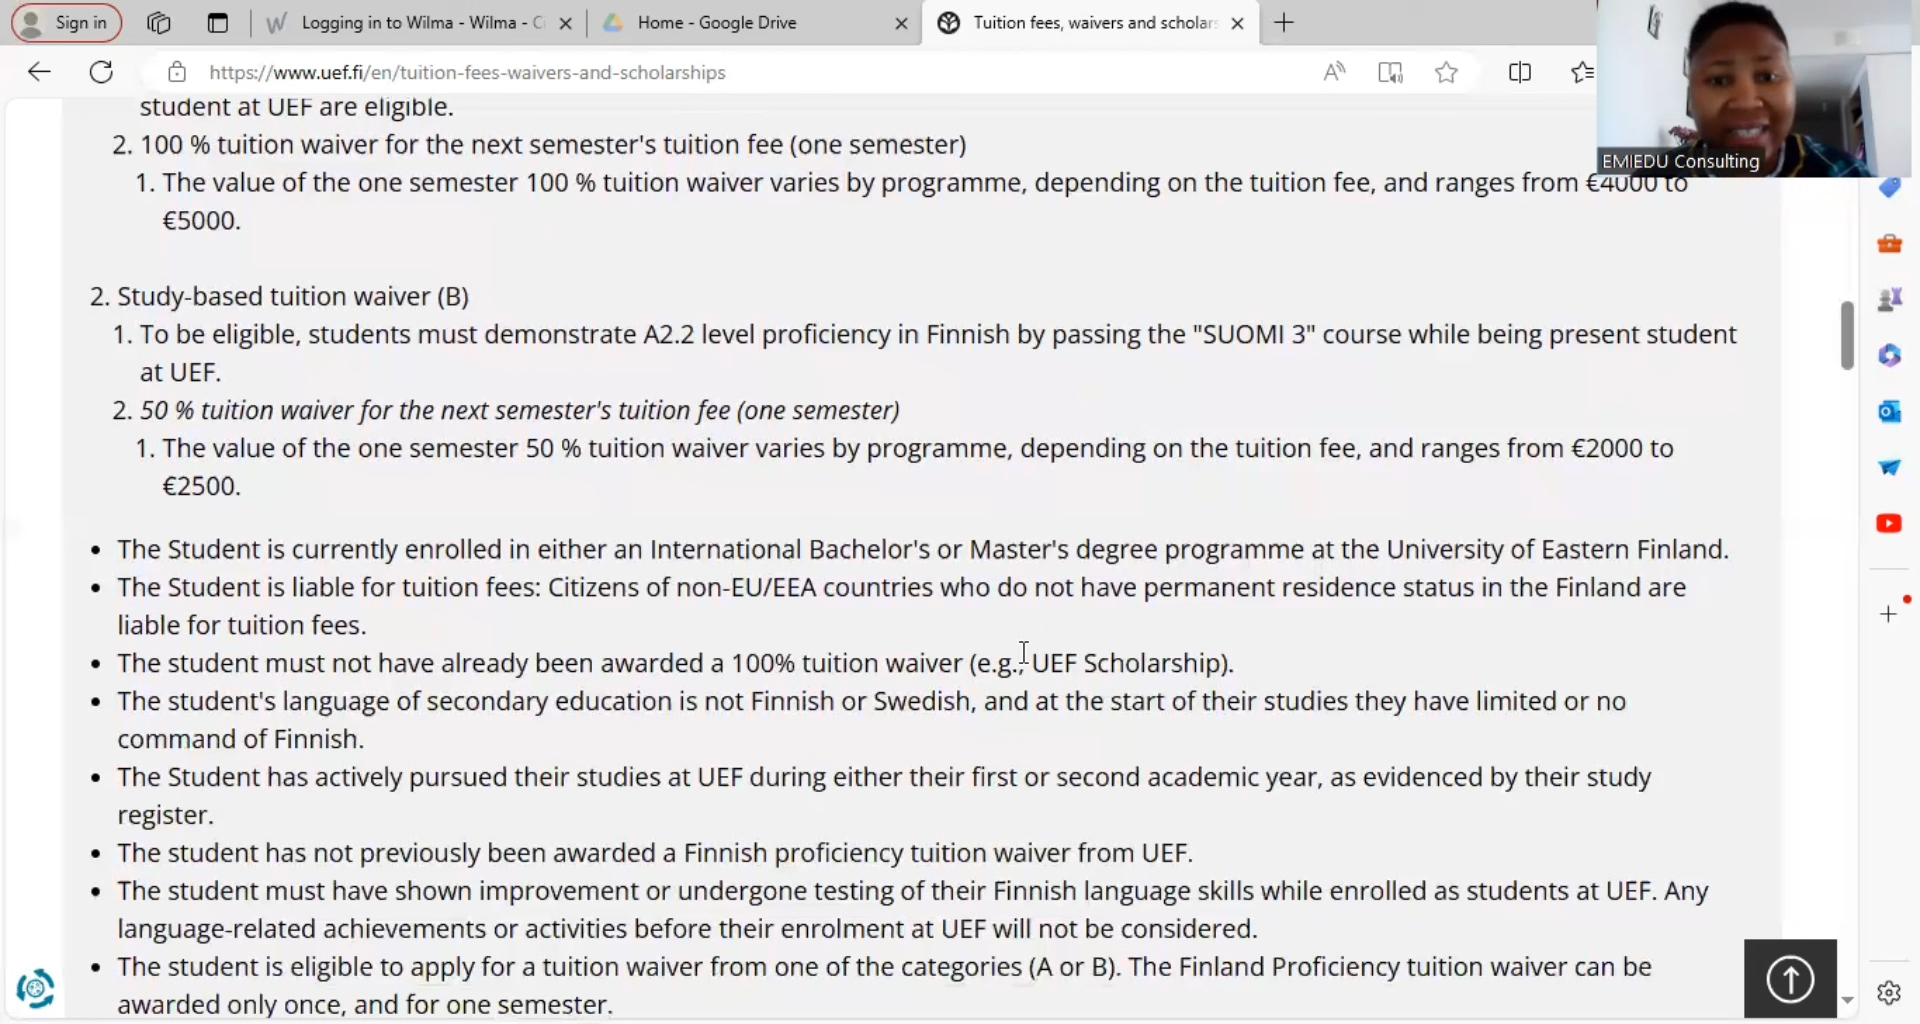 Sign in
Logging in to Wilma - Wilma - C
Home - Google Drive
Tuition fees, waivers and scholars
https://www.uef.fi/en/tuition-fees-waivers-and-scholarships
EMIEDU Consulting
student at UEF are eligible.
2. 100 % tuition waiver for the next semester's tuition fee (one semester)
1. The value of the one semester 100 % tuition waiver varies by programme, depending on the tuition fee, and ranges from €4000 to
€5000.
2. Study-based tuition waiver (B)
1. To be eligible, students must demonstrate A2.2 level proficiency in Finnish by passing the "SUOMI 3" course while being present student
at UEF.
2. 50 % tuition waiver for the next semester's tuition fee (one semester)
1. The value of the one semester 50 % tuition waiver varies by programme, depending on the tuition fee, and ranges from €2000 to
€2500.
• The Student is currently enrolled in either an International Bachelor's or Master's degree programme at the University of Eastern Finland.
• The Student is liable for tuition fees: Citizens of non-EU/EEA countries who do not have permanent residence status in the Finland are
liable for tuition fees.
• The student must not have already been awarded a 100% tuition waiver (e.g., UEF Scholarship).
• The student's language of secondary education is not Finnish or Swedish, and at the start of their studies they have limited or no
command of Finnish.
• The Student has actively pursued their studies at UEF during either their first or second academic year, as evidenced by their study
register.
• The student has not previously been awarded a Finnish proficiency tuition waiver from UEF.
• The student must have shown improvement or undergone testing of their Finnish language skills while enrolled as students at UEF. Any
language-related achievements or activities before their enrolment at UEF will not be considered.
• The student is eligible to apply for a tuition waiver from one of the categories (A or B). The Finland Proficiency tuition waiver can be
awarded only once, and for one semester.